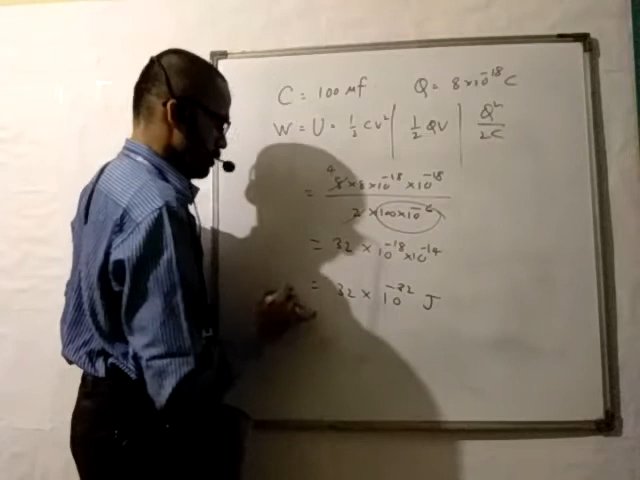 C = 100 μf Q = 8×10⁻¹⁸ C
W = U = ½ CV² | ½ QV | Q²/2C
= ⁴8×8×10⁻¹⁸×10⁻¹⁸ / 2×100×10⁻⁶
= 32 × 10⁻¹⁸×10⁻¹⁴
= 32 × 10⁻³² J